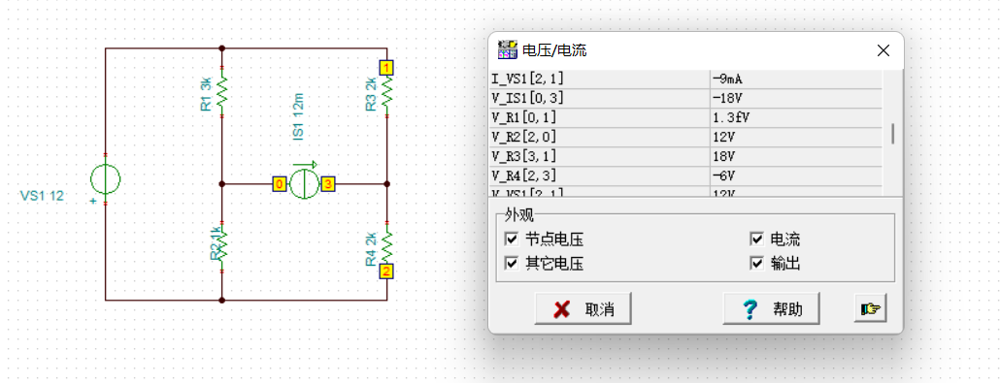 R1 3k
1
R3 2k
IS1 12m
VS1 12
+
0
3
R2 1k
R4 2k
2
电压/电流
I_VS1[2,1] -9mA
V_IS1[0,3] -18V
V_R1[0,1] 1.3fV
V_R2[2,0] 12V
V_R3[3,1] 18V
V_R4[2,3] -6V
V_VS1[2,1] 12V
外观
节点电压 电流
其它电压 输出
取消 帮助